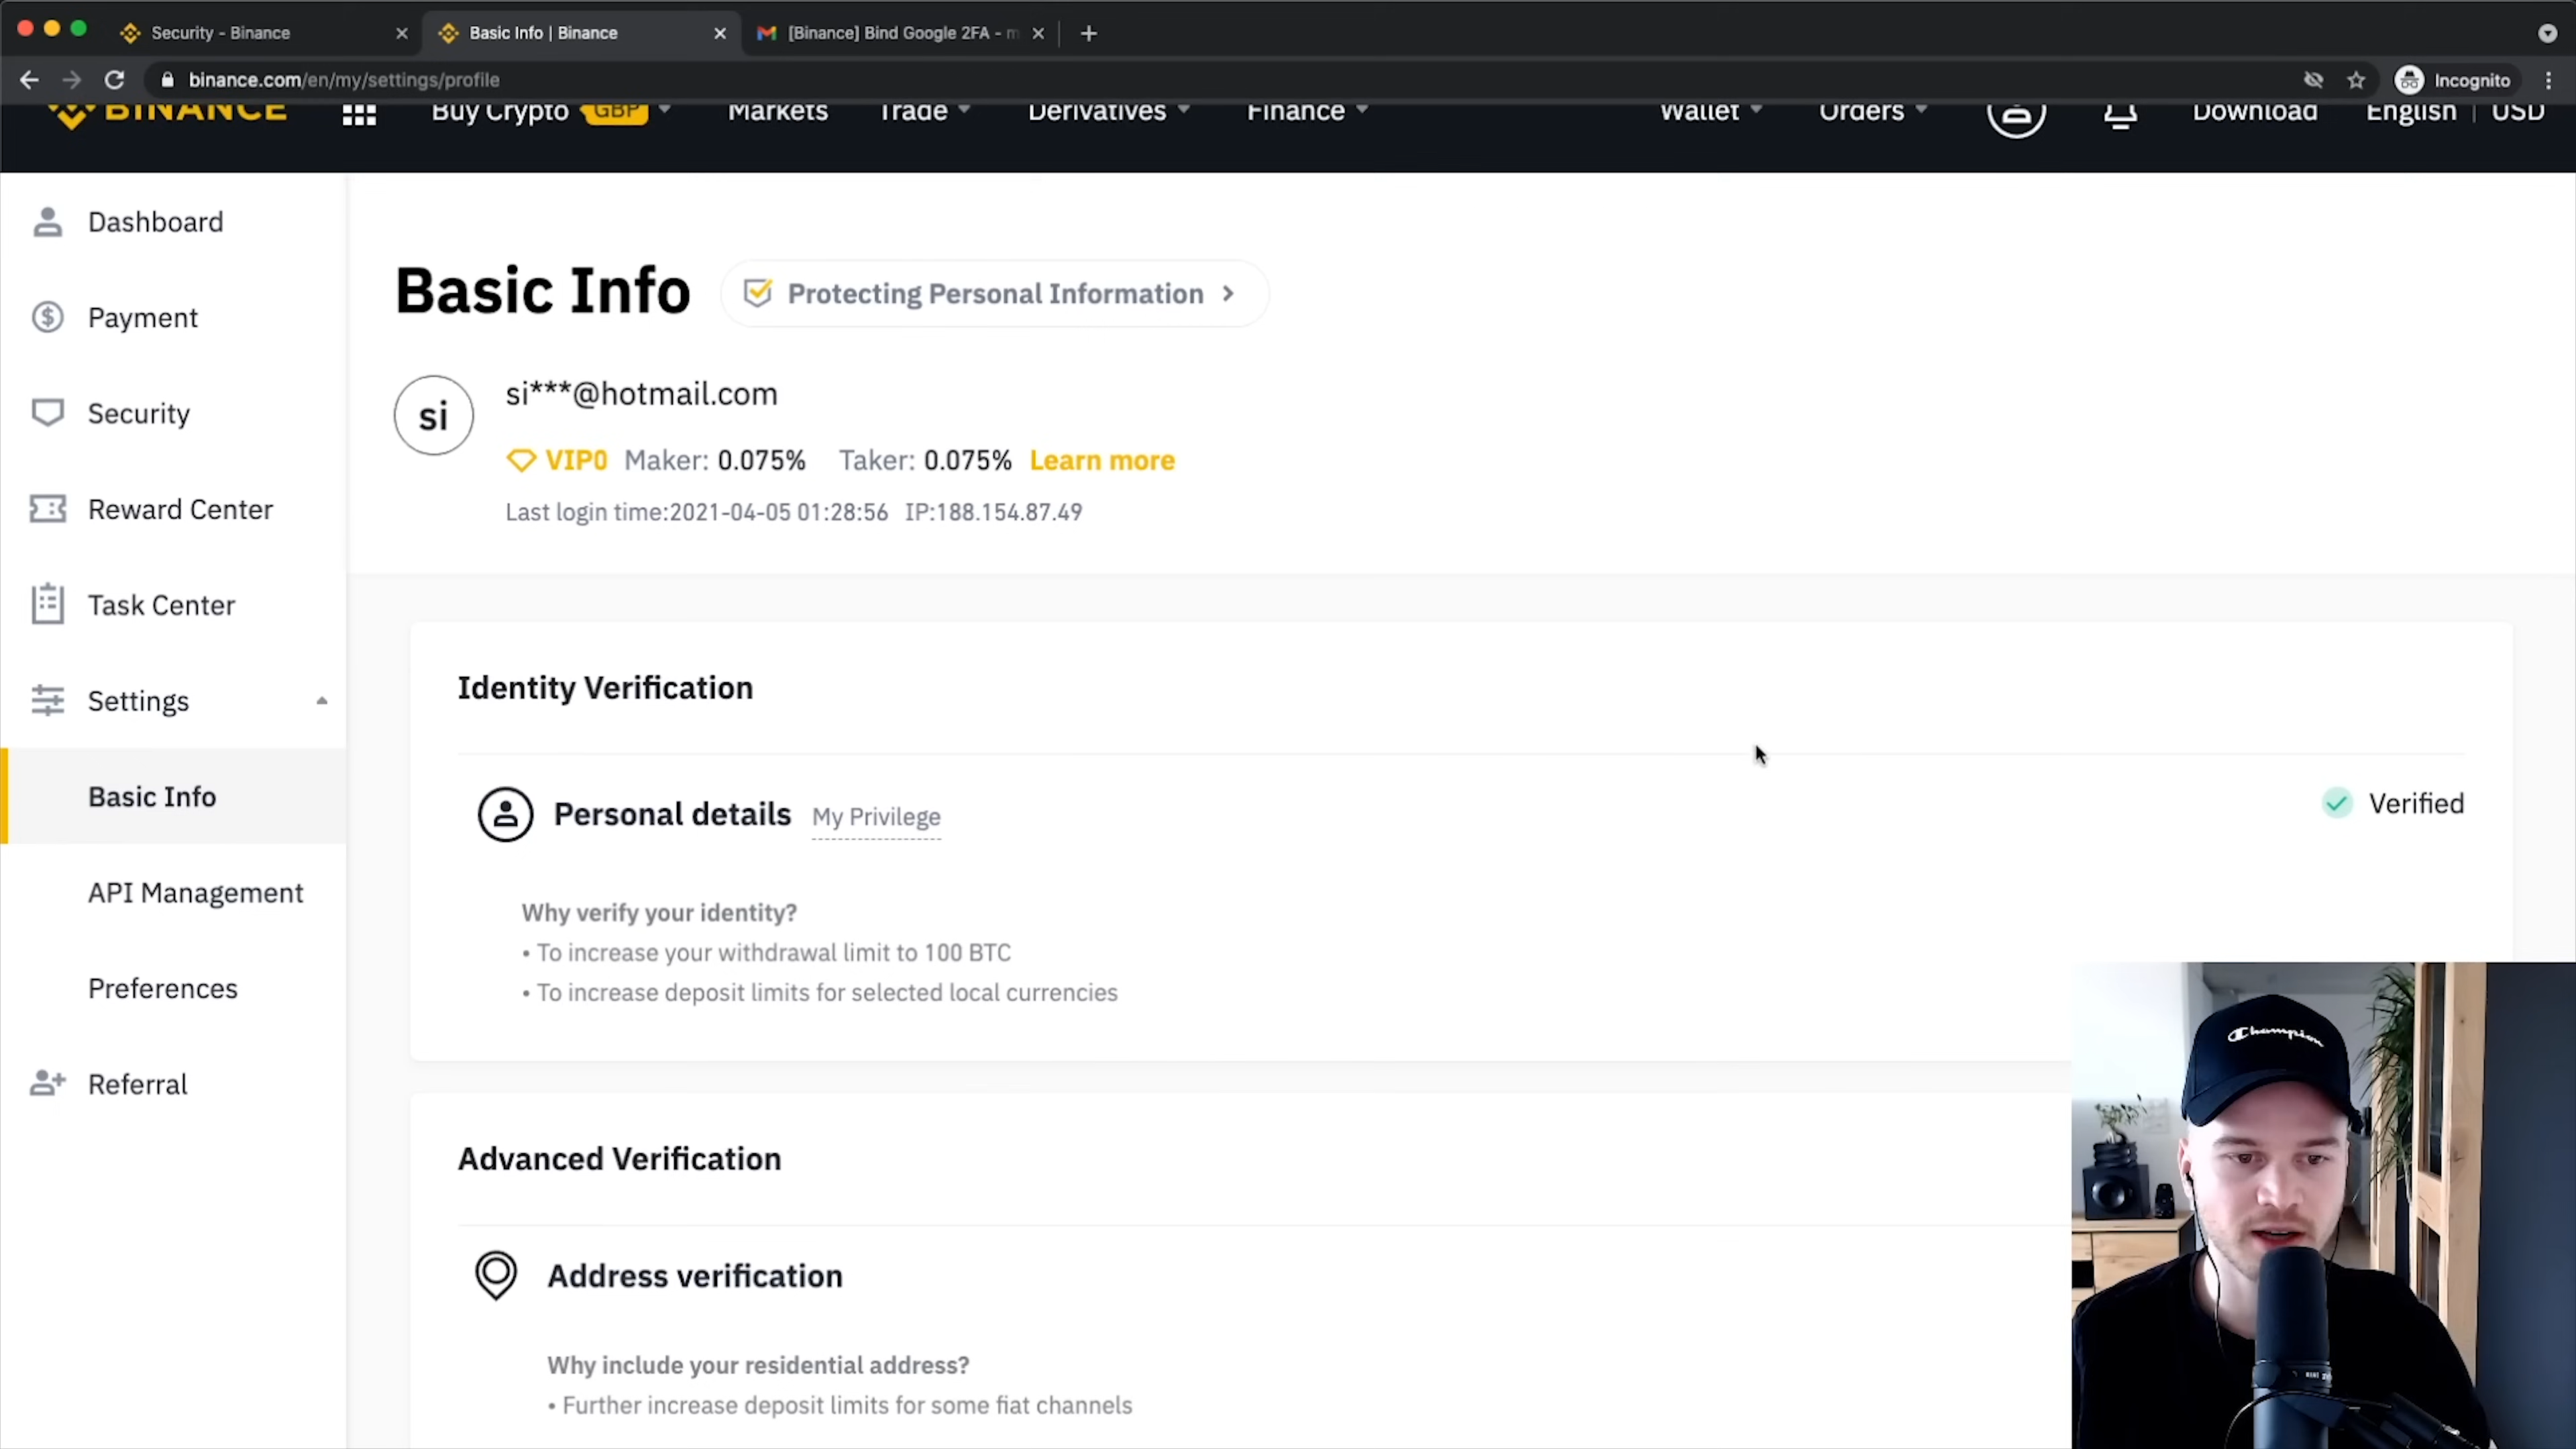 Security - Binance
Basic Info | Binance
[Binance] Bind Google 2FA - m
binance.com/en/my/settings/profile
Incognito
BINANCE
Buy Crypto GBP
Markets
Trade
Derivatives
Finance
Wallet
Orders
Download
English | USD
Dashboard
Payment
Security
Reward Center
Task Center
Settings
Basic Info
API Management
Preferences
Referral
Basic Info
Protecting Personal Information
si
si***@hotmail.com
VIP0 Maker: 0.075% Taker: 0.075% Learn more
Last login time:2021-04-05 01:28:56 IP:188.154.87.49
Identity Verification
Personal details My Privilege
Verified
Why verify your identity?
• To increase your withdrawal limit to 100 BTC
• To increase deposit limits for selected local currencies
Advanced Verification
Address verification
Why include your residential address?
• Further increase deposit limits for some fiat channels
Champion